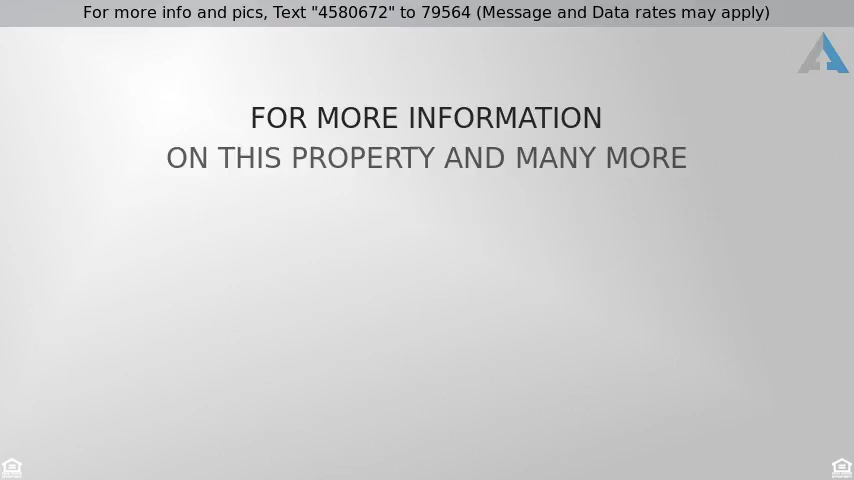 For more info and pics, Text "4580672" to 79564 (Message and Data rates may apply)
FOR MORE INFORMATION
ON THIS PROPERTY AND MANY MORE